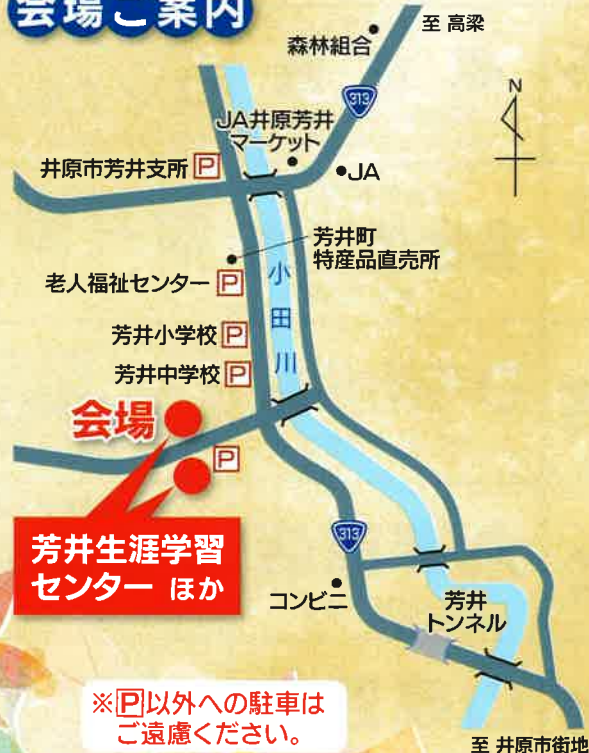 会場ご案内
至 高梁
森林組合
313
N
JA井原芳井
マーケット
井原市芳井支所 P
JA
芳井町
特産品直売所
老人福祉センター P
小田川
芳井小学校 P
芳井中学校 P
会場
P
芳井生涯学習
センター ほか
313
コンビニ
芳井
トンネル
※P以外への駐車は
ご遠慮ください。
至 井原市街地